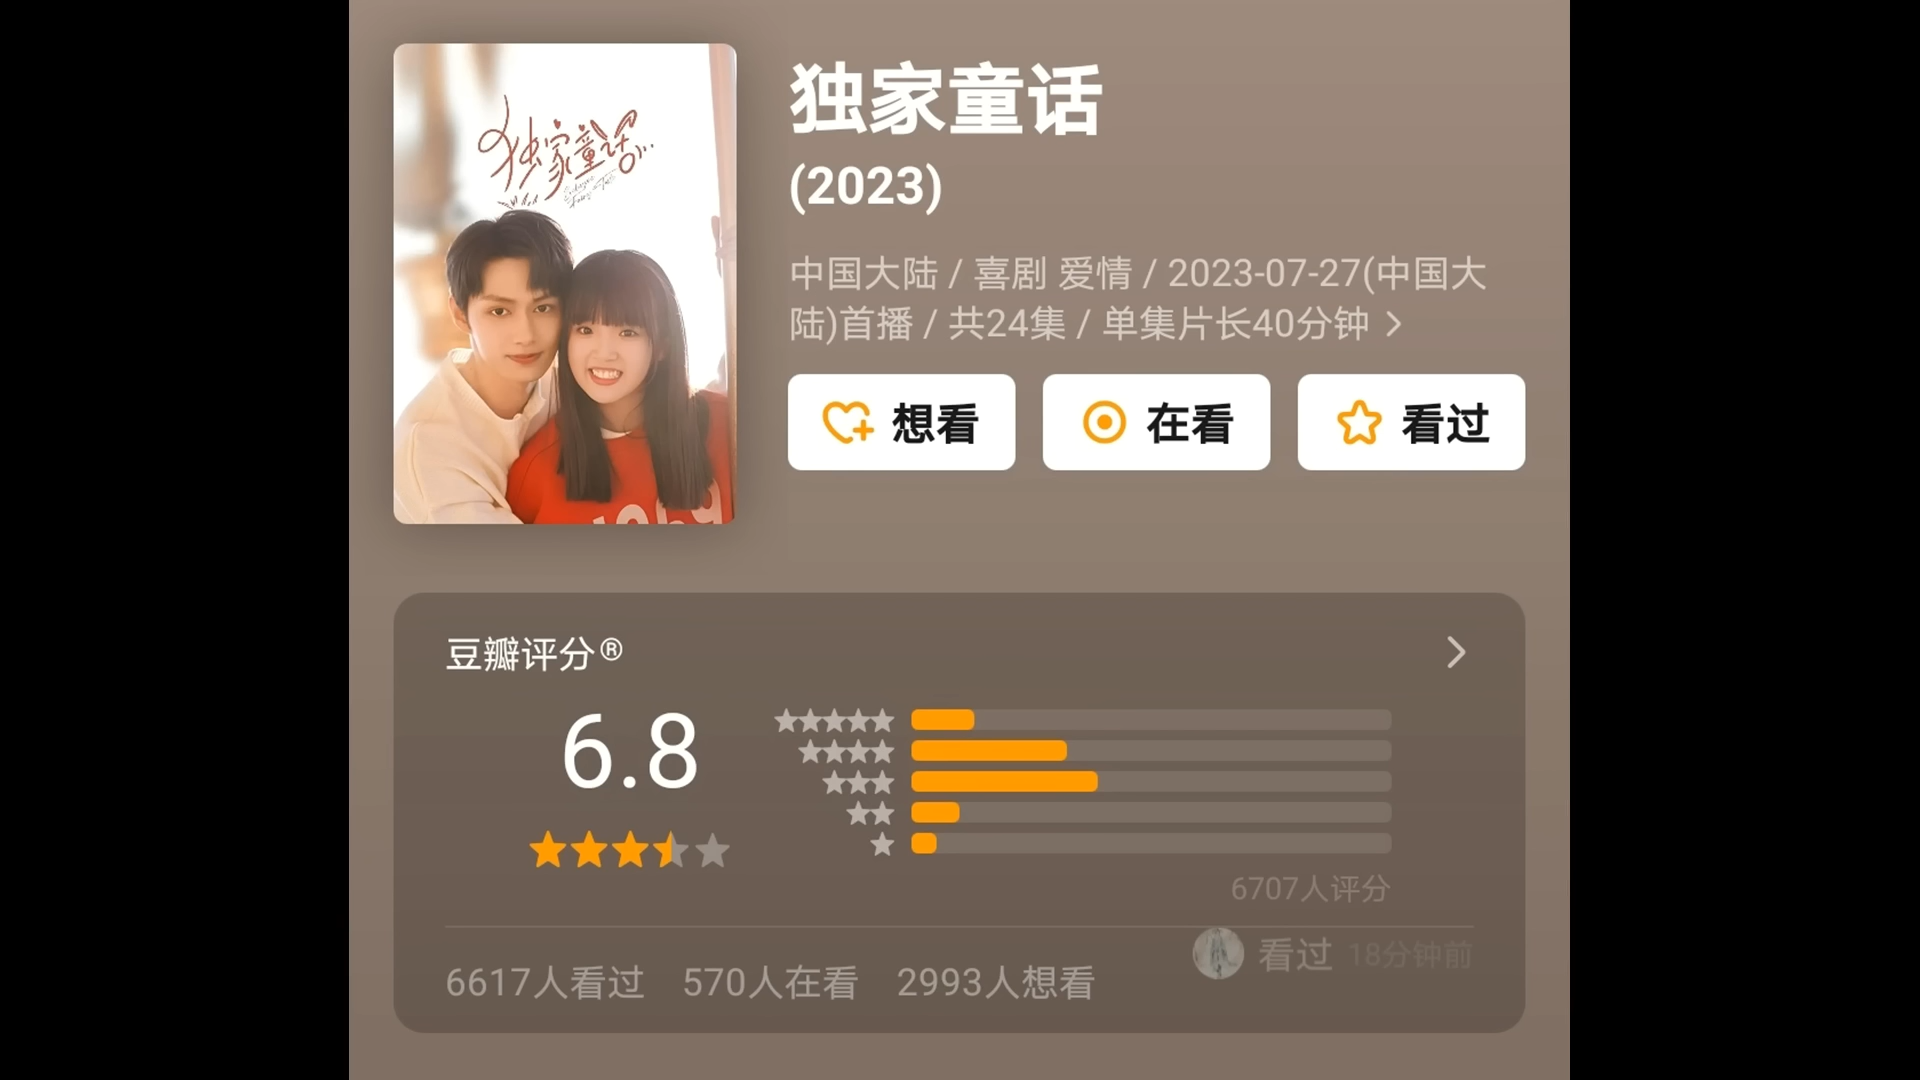 独家童话
独家童话
(2023)
中国大陆 / 喜剧 爱情 / 2023-07-27(中国大
陆)首播 / 共24集 / 单集片长40分钟
想看
在看
看过
豆瓣评分®
6.8
6707人评分
看过 18分钟前
6617人看过 570人在看 2993人想看